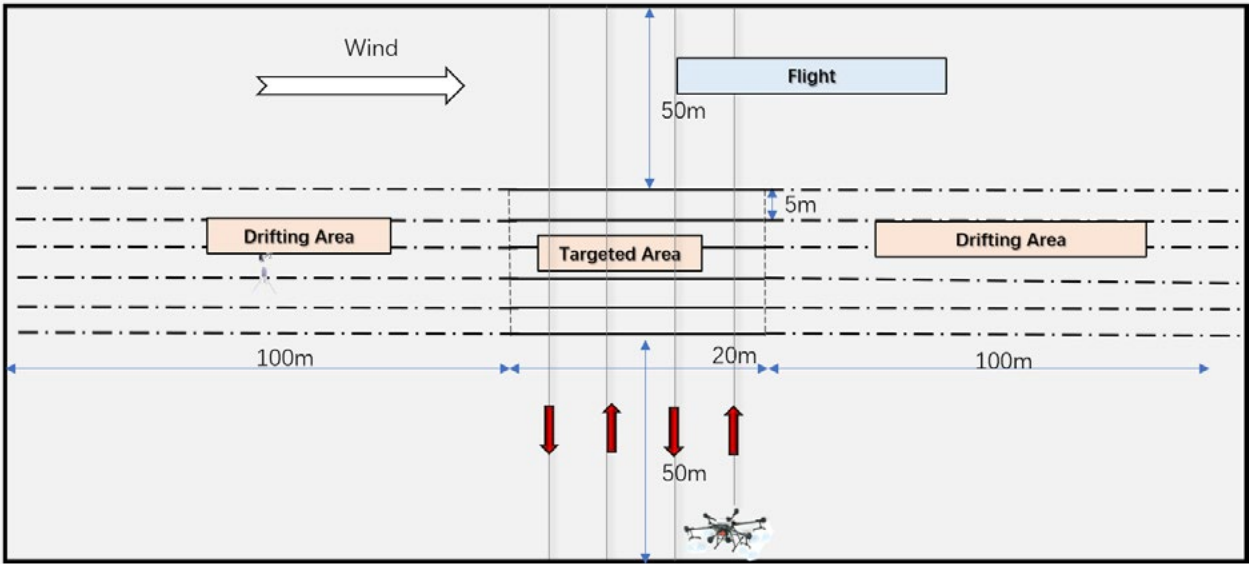 Wind
Flight
50m
5m
Drifting Area
Targeted Area
Drifting Area
100m
20m
100m
50m